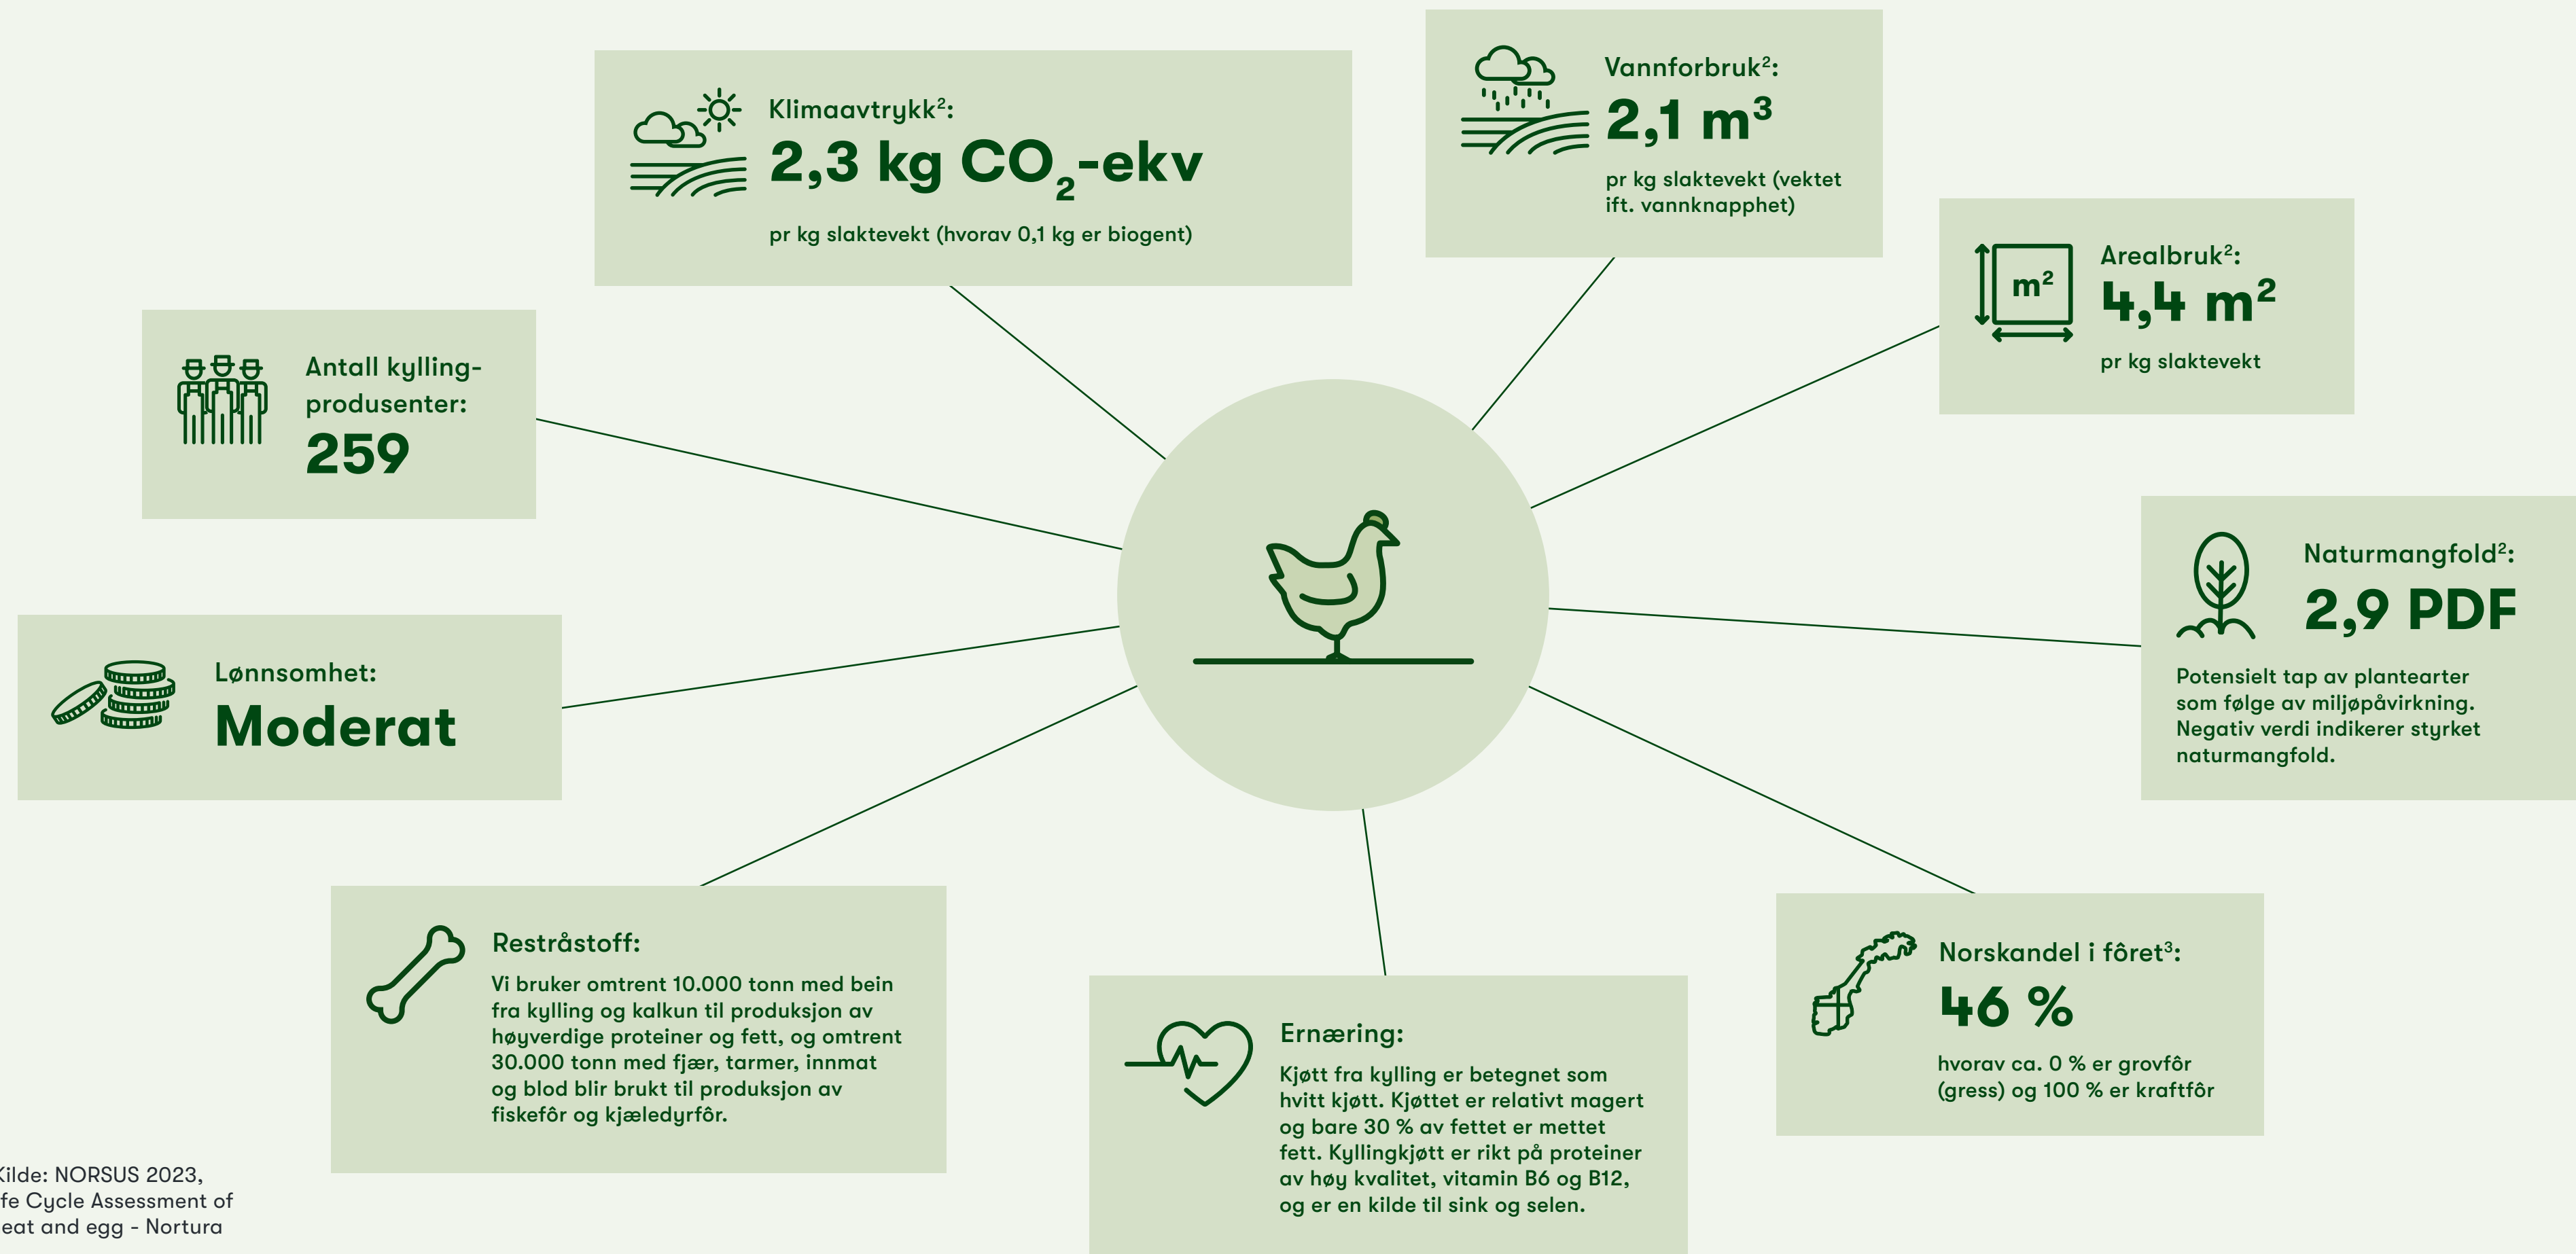 Klimaavtrykk²:
2,3 kg CO₂-ekv
pr kg slaktevekt (hvorav 0,1 kg er biogent)
Vannforbruk²:
2,1 m³
pr kg slaktevekt (vektet
ift. vannknapphet)
m²
Arealbruk²:
4,4 m²
pr kg slaktevekt
Antall kylling-
produsenter:
259
Naturmangfold²:
2,9 PDF
Potensielt tap av plantearter
som følge av miljøpåvirkning.
Negativ verdi indikerer styrket
naturmangfold.
Lønnsomhet:
Moderat
Restråstoff:
Vi bruker omtrent 10.000 tonn med bein
fra kylling og kalkun til produksjon av
høyverdige proteiner og fett, og omtrent
30.000 tonn med fjær, tarmer, innmat
og blod blir brukt til produksjon av
fiskefôr og kjæledyrfôr.
Ernæring:
Kjøtt fra kylling er betegnet som
hvitt kjøtt. Kjøttet er relativt magert
og bare 30 % av fettet er mettet
fett. Kyllingkjøtt er rikt på proteiner
av høy kvalitet, vitamin B6 og B12,
og er en kilde til sink og selen.
Norskandel i fôret³:
46 %
hvorav ca. 0 % er grovfôr
(gress) og 100 % er kraftfôr
Kilde: NORSUS 2023,
fe Cycle Assessment of
eat and egg - Nortura